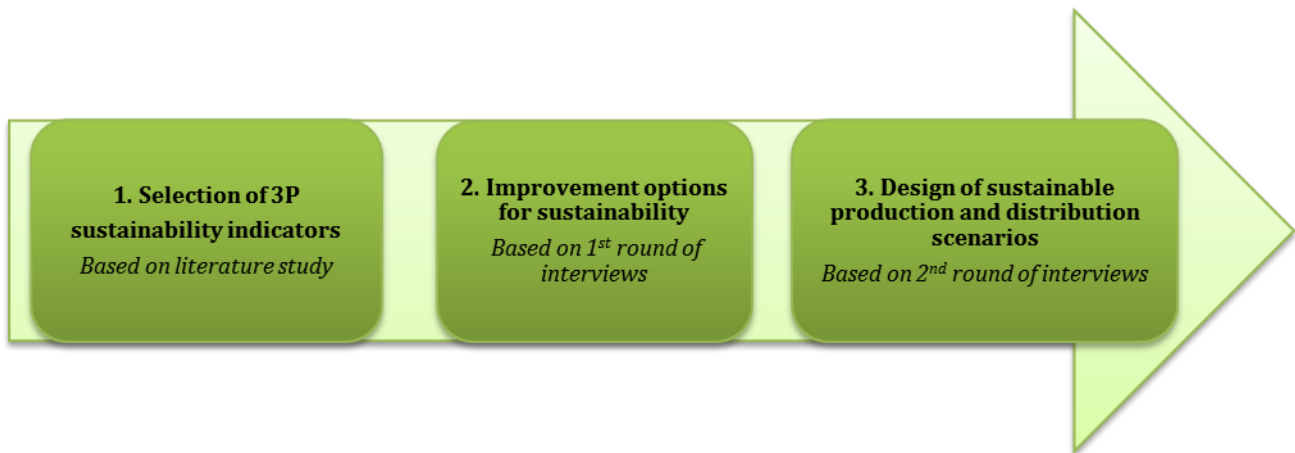 1. Selection of 3P
sustainability indicators
Based on literature study
2. Improvement options
for sustainability
Based on 1st round of
interviews
3. Design of sustainable
production and distribution
scenarios
Based on 2nd round of interviews